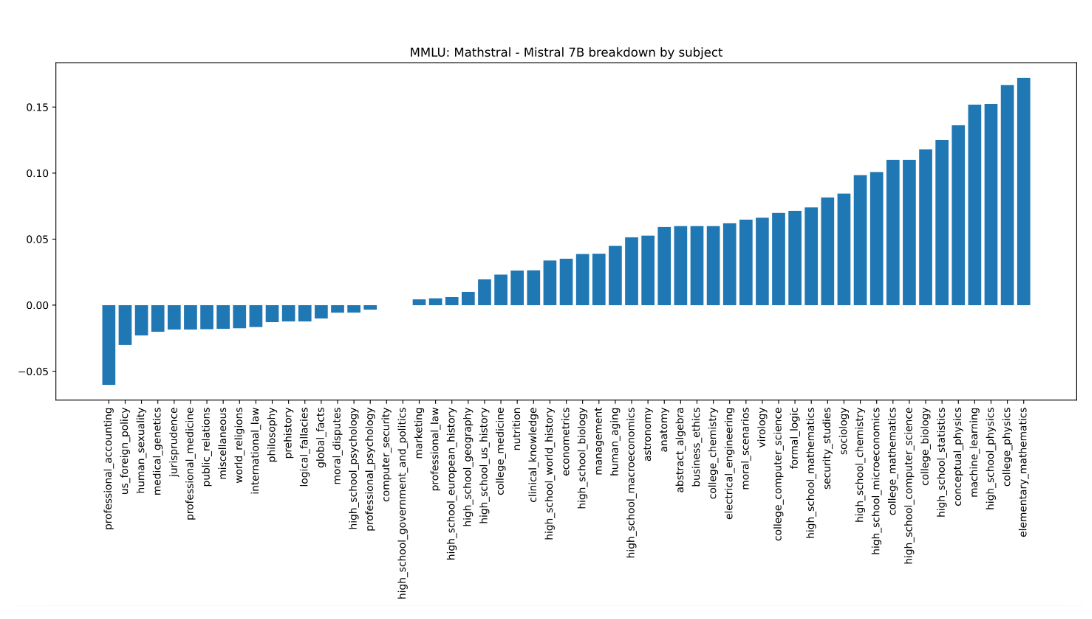 MMLU: Mathstral - Mistral 7B breakdown by subject
0.15
0.10
0.05
0.00
−0.05
professional_accounting
us_foreign_policy
human_sexuality
medical_genetics
jurisprudence
professional_medicine
public_relations
miscellaneous
world_religions
international_law
philosophy
prehistory
logical_fallacies
global_facts
moral_disputes
high_school_psychology
professional_psychology
computer_security
high_school_government_and_politics
marketing
professional_law
high_school_european_history
high_school_geography
high_school_us_history
college_medicine
nutrition
clinical_knowledge
high_school_world_history
econometrics
high_school_biology
management
human_aging
high_school_macroeconomics
astronomy
anatomy
abstract_algebra
business_ethics
college_chemistry
electrical_engineering
moral_scenarios
virology
college_computer_science
formal_logic
high_school_mathematics
security_studies
sociology
high_school_chemistry
high_school_microeconomics
college_mathematics
high_school_computer_science
college_biology
high_school_statistics
conceptual_physics
machine_learning
high_school_physics
college_physics
elementary_mathematics